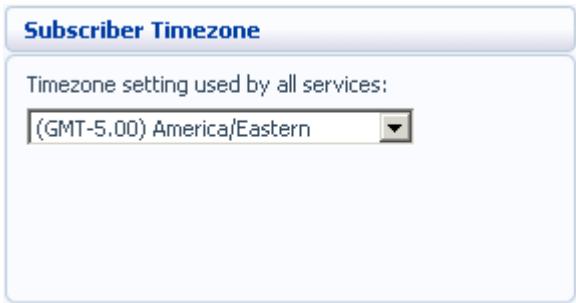 Subscriber Timezone
Timezone setting used by all services:
(GMT-5.00) America/Eastern